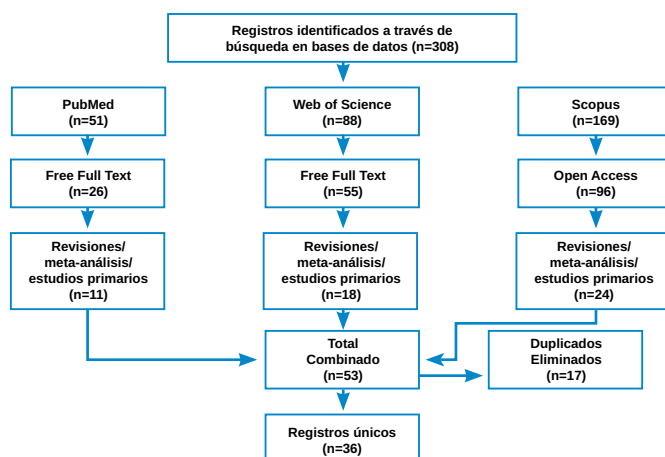 Registros identificados a través de
búsqueda en bases de datos (n=308)
PubMed
(n=51)
Web of Science
(n=88)
Scopus
(n=169)
Free Full Text
(n=26)
Free Full Text
(n=55)
Open Access
(n=96)
Revisiones/
meta-análisis/
estudios primarios
(n=11)
Revisiones/
meta-análisis/
estudios primarios
(n=18)
Revisiones/
meta-análisis/
estudios primarios
(n=24)
Total
Combinado
(n=53)
Duplicados
Eliminados
(n=17)
Registros únicos
(n=36)